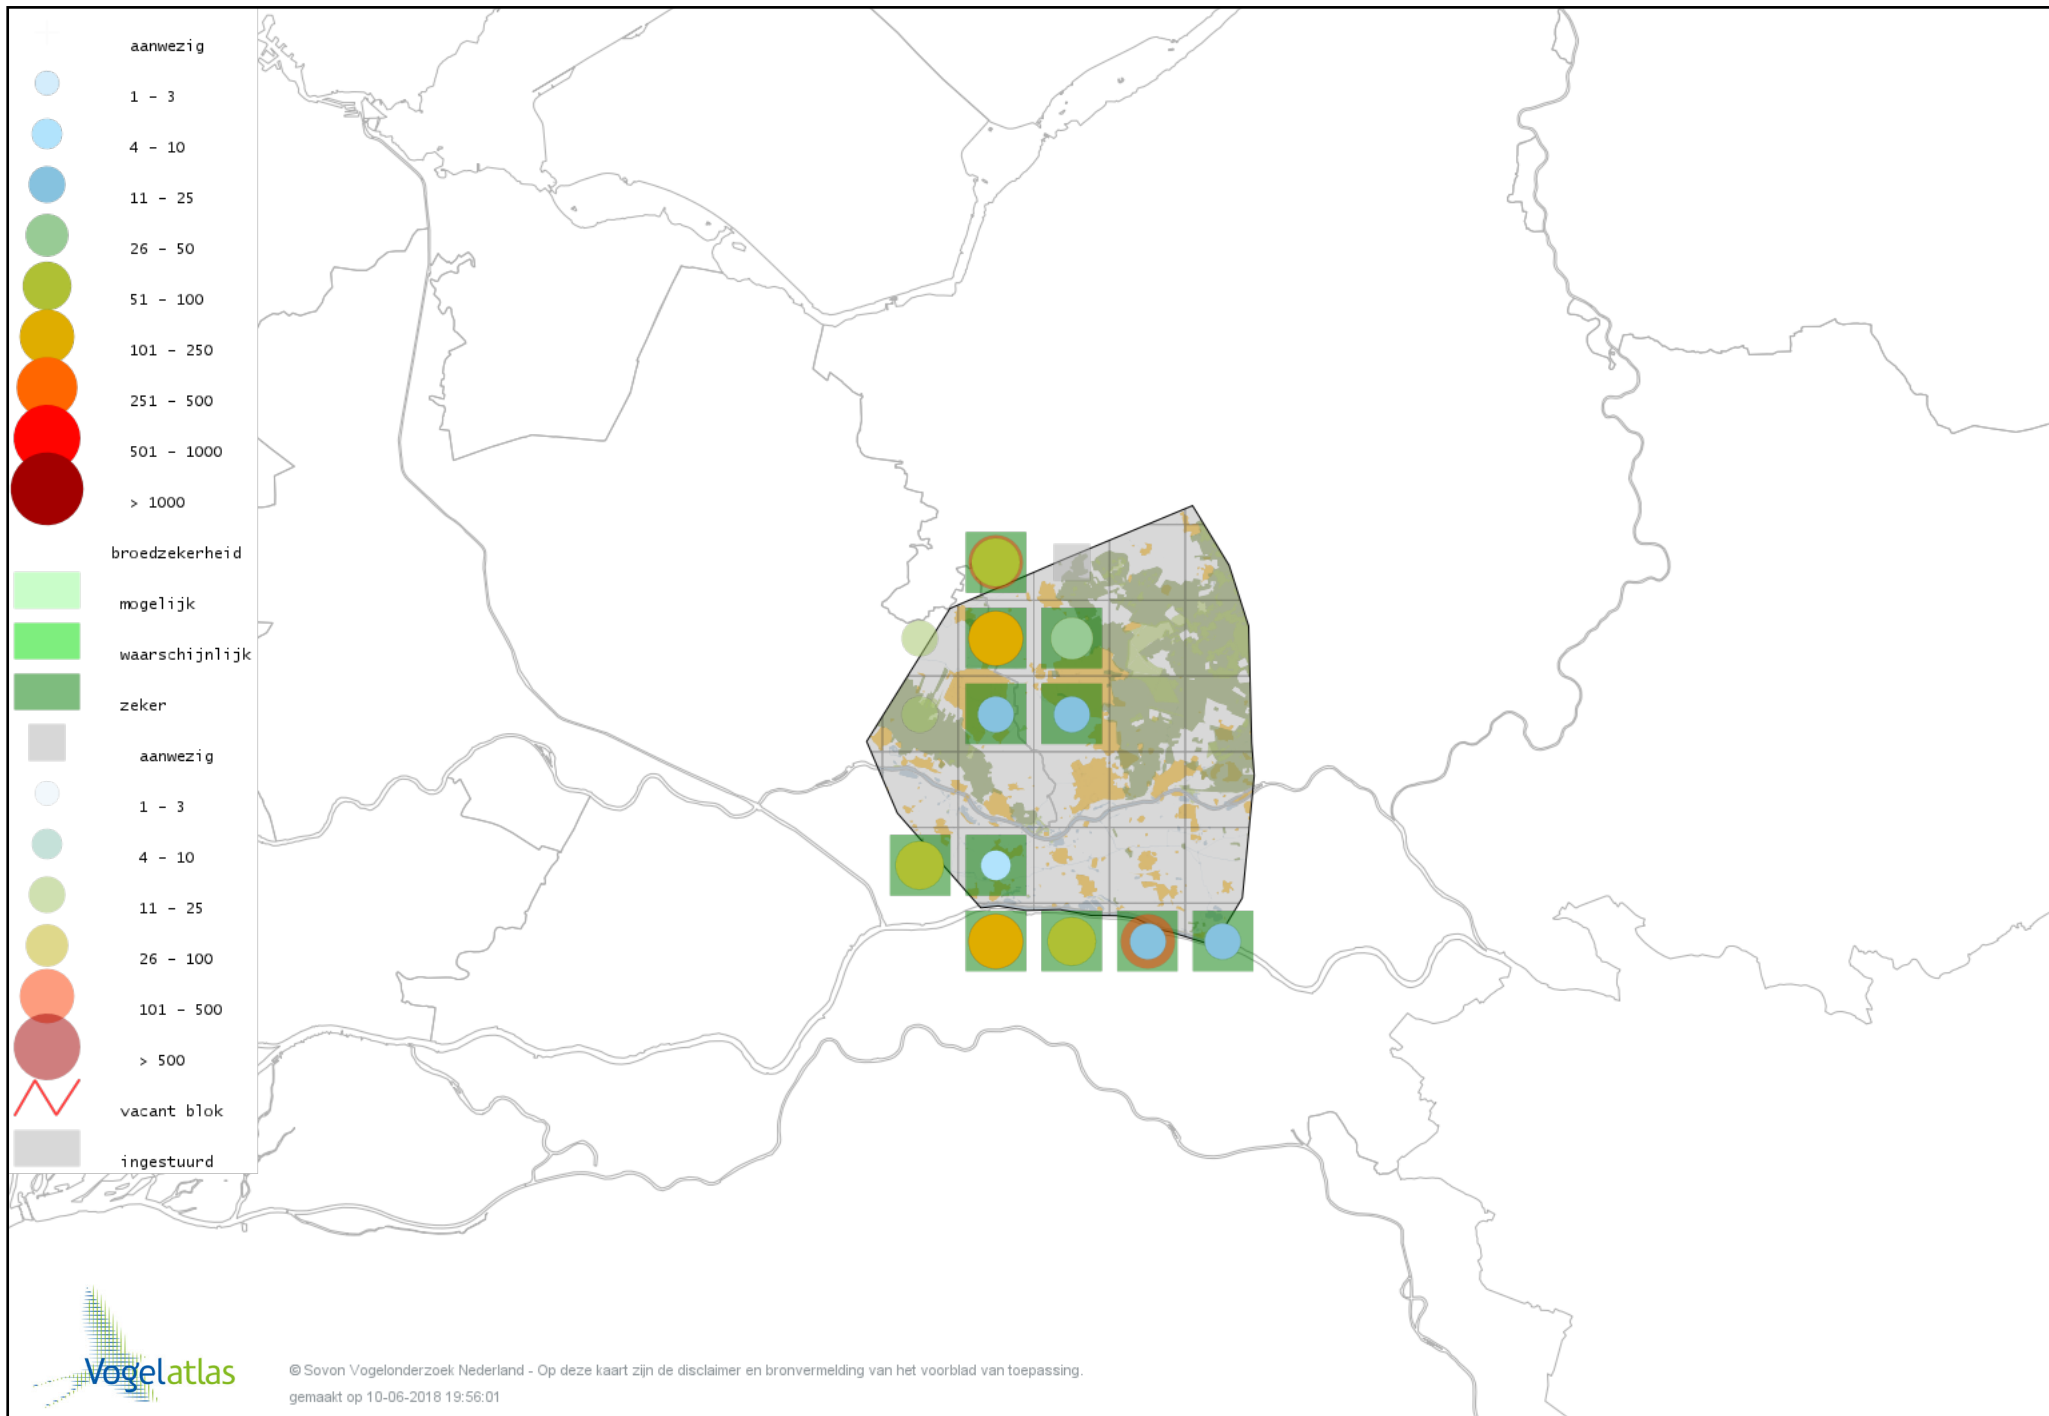 aanwezig
1 - 3
4 - 10
11 - 25
26 - 50
51 - 100
101 - 250
251 - 500
501 - 1000
> 1000
broedzekerheid
mogelijk
waarschijnlijk
zeker
aanwezig
1 - 3
4 - 10
11 - 25
26 - 100
101 - 500
> 500
vacant blok
ingestuurd
Vogelatlas
© Sovon Vogelonderzoek Nederland - Op deze kaart zijn de disclaimer en bronvermelding van het voorblad van toepassing.
gemaakt op 10-06-2018 19:56:01